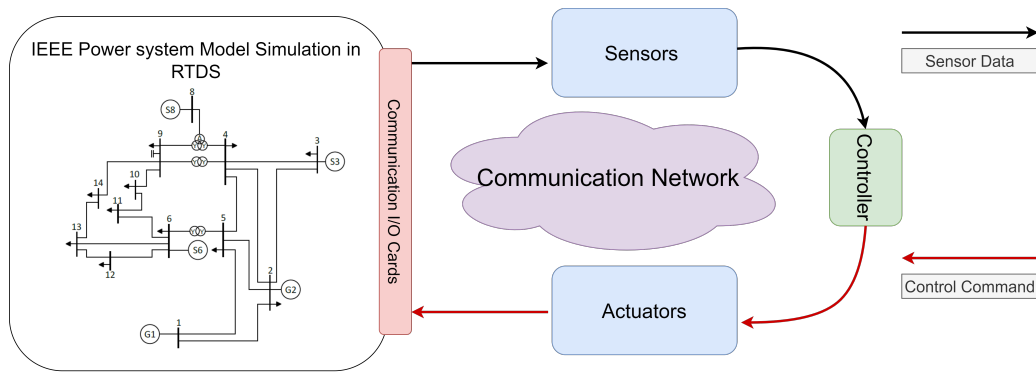 IEEE Power system Model Simulation in
RTDS
8
S8
9
4
3
S3
10
14
11
13
6
5
S6
12
2
G2
1
G1
Communication I/O Cards
Sensors
Communication Network
Actuators
Controller
Sensor Data
Control Command